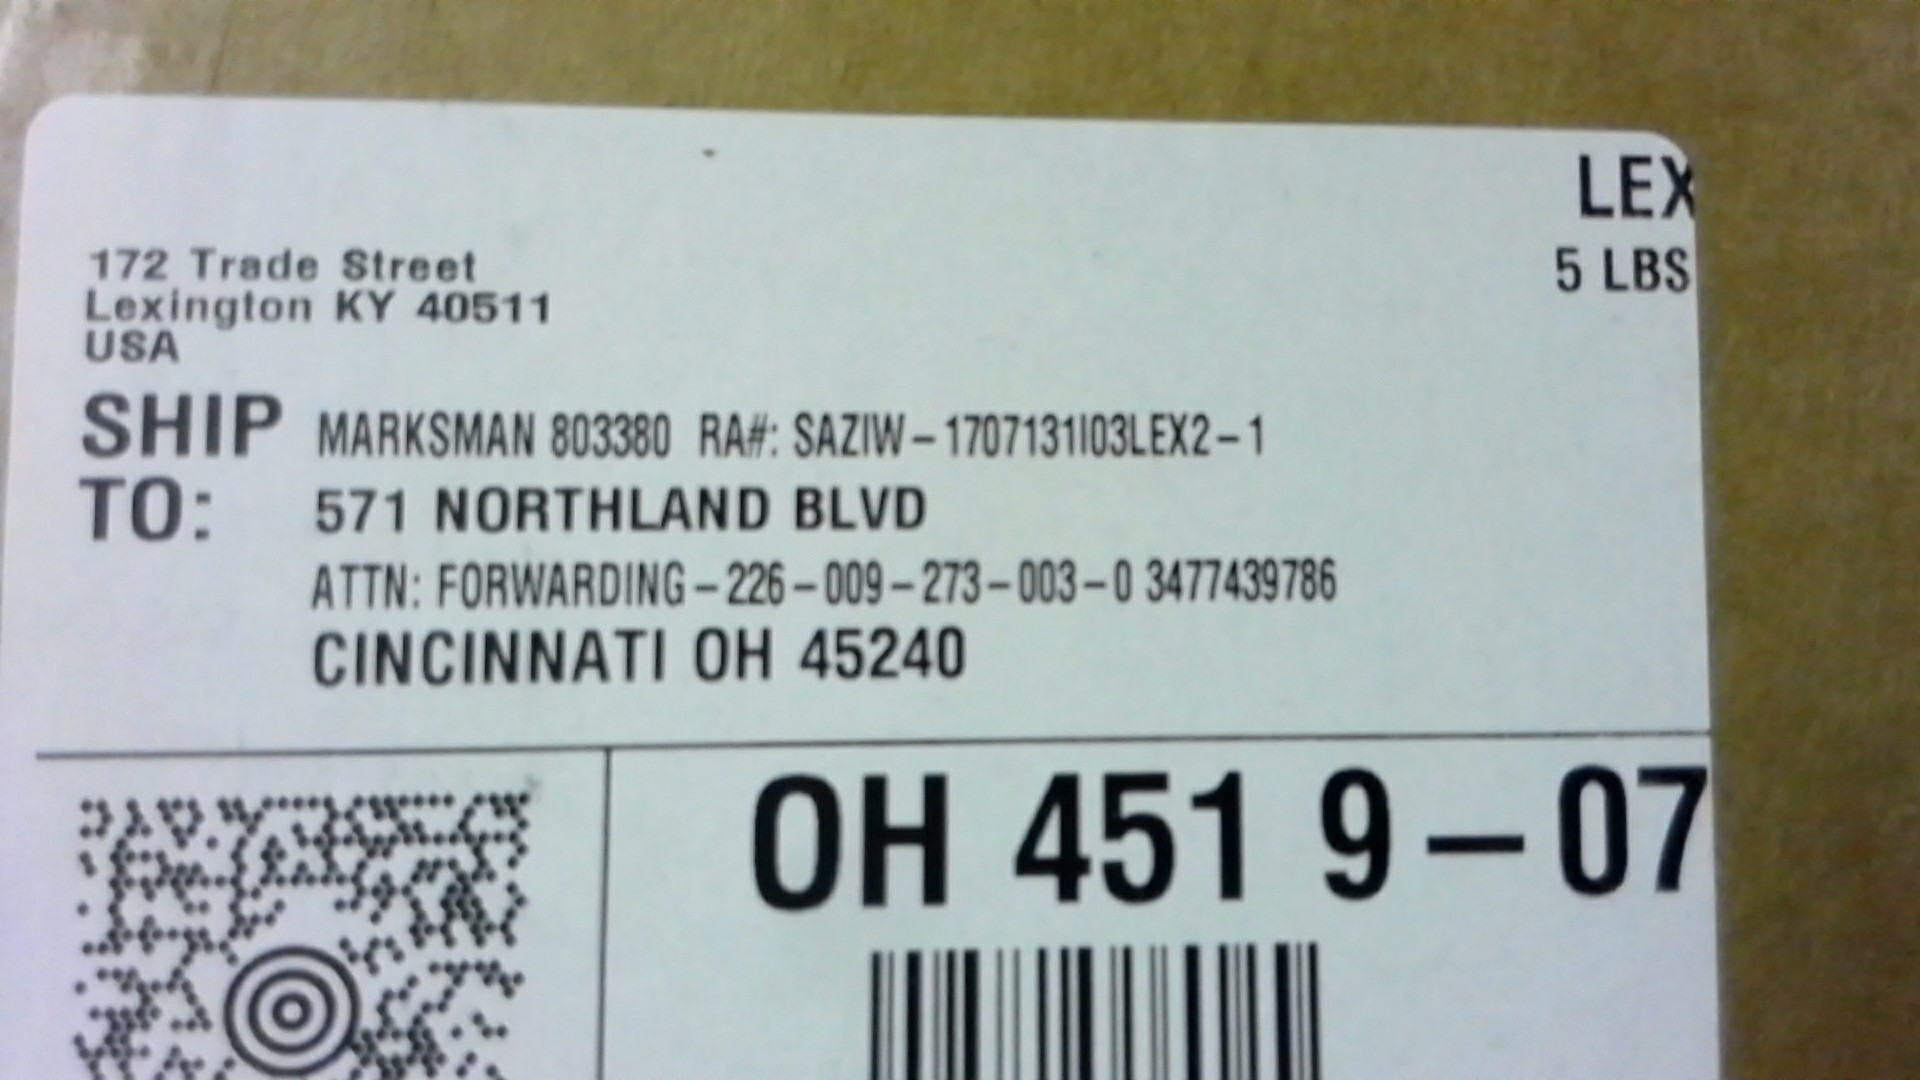 LEX
5 LBS
172 Trade Street
Lexington KY 40511
USA
SHIP TO:
MARKSMAN 803380 RA#: SAZIW-1707131I03LEX2-1
571 NORTHLAND BLVD
ATTN: FORWARDING-226-009-273-003-0 3477439786
CINCINNATI OH 45240
OH 451 9-07